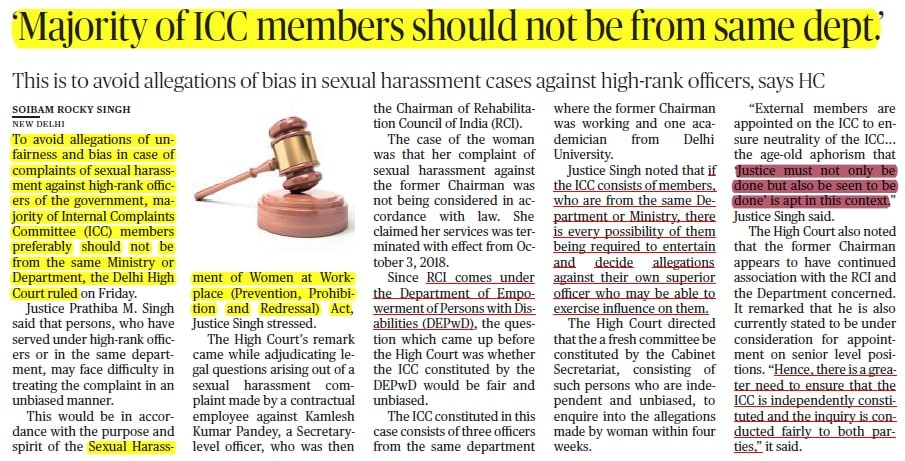 ‘Majority of ICC members should not be from same dept.’
This is to avoid allegations of bias in sexual harassment cases against high-rank officers, says HC
SOIBAM ROCKY SINGH
NEW DELHI
To avoid allegations of un-
fairness and bias in case of
complaints of sexual harass-
ment against high-rank offic-
ers of the government, ma-
jority of Internal Complaints
Committee (ICC) members
preferably should not be
from the same Ministry or
Department, the Delhi High
Court ruled on Friday.
Justice Prathiba M. Singh
said that persons, who have
served under high-rank offic-
ers or in the same depart-
ment, may face difficulty in
treating the complaint in an
unbiased manner.
This would be in accor-
dance with the purpose and
spirit of the Sexual Harass-
ment of Women at Work-
place (Prevention, Prohibi-
tion and Redressal) Act,
Justice Singh stressed.
The High Court’s remark
came while adjudicating le-
gal questions arising out of a
sexual harassment com-
plaint made by a contractual
employee against Kamlesh
Kumar Pandey, a Secretary-
level officer, who was then
the Chairman of Rehabilita-
tion Council of India (RCI).
The case of the woman
was that her complaint of
sexual harassment against
the former Chairman was
not being considered in ac-
cordance with law. She
claimed her services was ter-
minated with effect from Oc-
tober 3, 2018.
Since RCI comes under
the Department of Empo-
werment of Persons with Dis-
abilities (DEPwD), the ques-
tion which came up before
the High Court was whether
the ICC constituted by the
DEPwD would be fair and
unbiased.
The ICC constituted in this
case consists of three officers
from the same department
where the former Chairman
was working and one aca-
demician from Delhi
University.
Justice Singh noted that if
the ICC consists of members,
who are from the same De-
partment or Ministry, there
is every possibility of them
being required to entertain
and decide allegations
against their own superior
officer who may be able to
exercise influence on them.
The High Court directed
that the a fresh committee be
constituted by the Cabinet
Secretariat, consisting of
such persons who are inde-
pendent and unbiased, to
enquire into the allegations
made by woman within four
weeks.
“External members are
appointed on the ICC to en-
sure neutrality of the ICC...
the age-old aphorism that
‘Justice must not only be
done but also be seen to be
done’ is apt in this context,”
Justice Singh said.
The High Court also noted
that the former Chairman
appears to have continued
association with the RCI and
the Department concerned.
It remarked that he is also
currently stated to be under
consideration for appoint-
ment on senior level posi-
tions. “Hence, there is a grea-
ter need to ensure that the
ICC is independently consti-
tuted and the inquiry is con-
ducted fairly to both par-
ties,” it said.